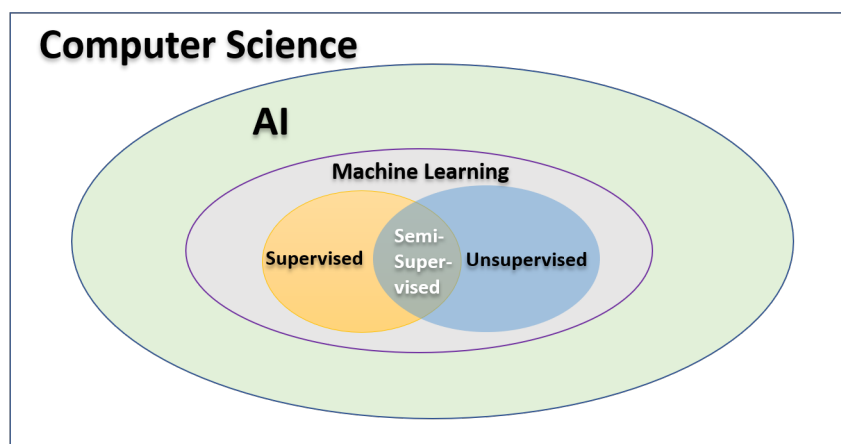 Computer Science
AI
Machine Learning
Supervised
Semi-
Super-
vised
Unsupervised